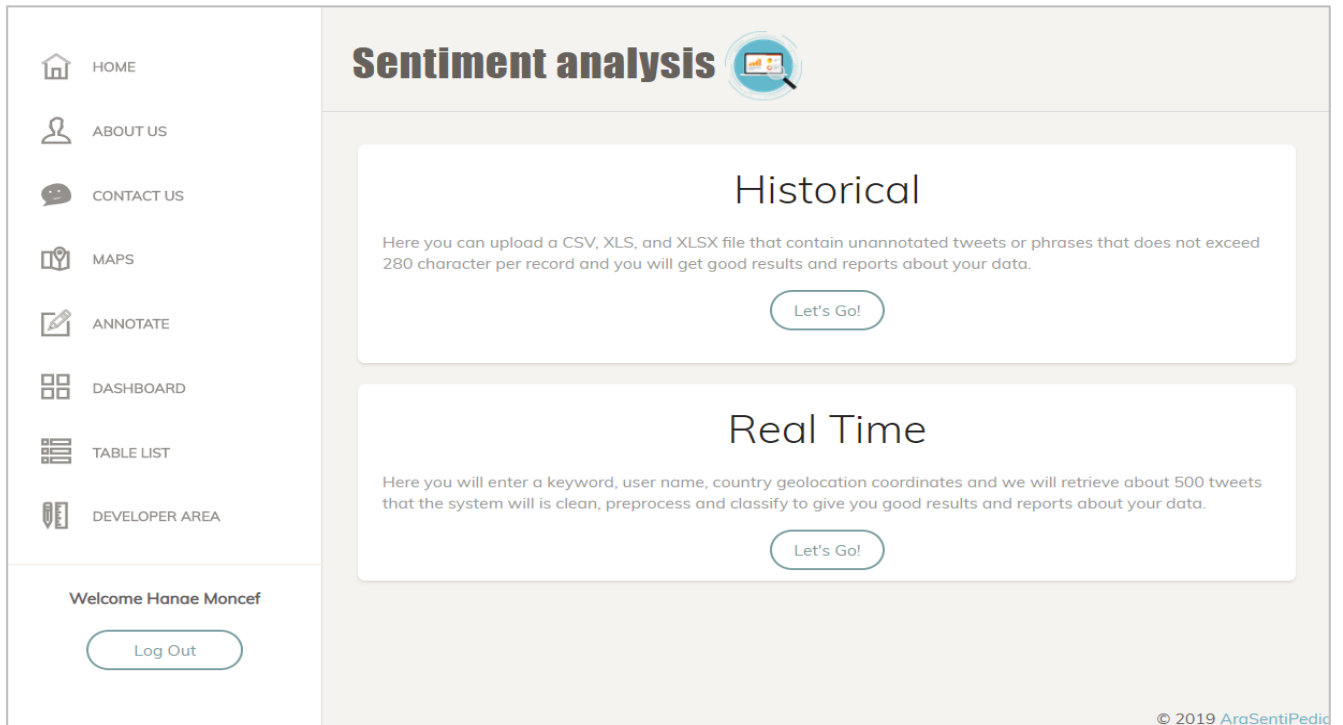 HOME
ABOUT US
CONTACT US
MAPS
ANNOTATE
DASHBOARD
TABLE LIST
DEVELOPER AREA
Welcome Hanae Moncef
Log Out
Sentiment analysis
Historical
Here you can upload a CSV, XLS, and XLSX file that contain unannotated tweets or phrases that does not exceed
280 character per record and you will get good results and reports about your data.
Let's Go!
Real Time
Here you will enter a keyword, user name, country geolocation coordinates and we will retrieve about 500 tweets
that the system will is clean, preprocess and classify to give you good results and reports about your data.
Let's Go!
© 2019 AraSentiPedia